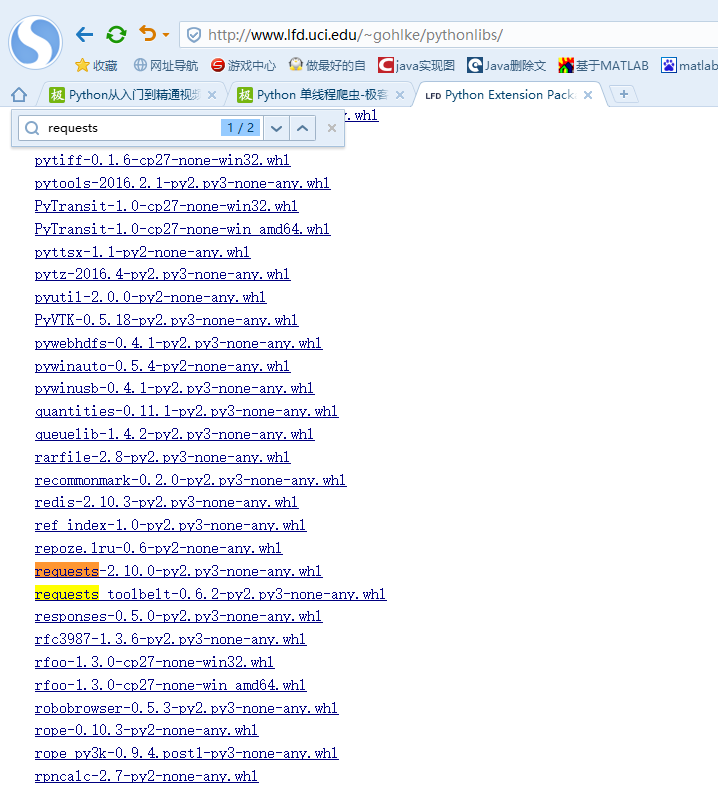 http://www.lfd.uci.edu/~gohlke/pythonlibs/
收藏 网址导航 游戏中心 做最好的自 java实现图 Java删除文 基于MATLAB matlab
Python从入门到精通视频 Python 单线程爬虫-极客 LFD Python Extension Pack
requests 1 / 2 y.whl
pytiff-0.1.6-cp27-none-win32.whl
pytools-2016.2.1-py2.py3-none-any.whl
PyTransit-1.0-cp27-none-win32.whl
PyTransit-1.0-cp27-none-win_amd64.whl
pyttsx-1.1-py2-none-any.whl
pytz-2016.4-py2.py3-none-any.whl
pyutil-2.0.0-py2-none-any.whl
PyVTK-0.5.18-py2.py3-none-any.whl
pywebhdfs-0.4.1-py2.py3-none-any.whl
pywinauto-0.5.4-py2-none-any.whl
pywinusb-0.4.1-py2.py3-none-any.whl
quantities-0.11.1-py2.py3-none-any.whl
queuelib-1.4.2-py2.py3-none-any.whl
rarfile-2.8-py2.py3-none-any.whl
recommonmark-0.2.0-py2.py3-none-any.whl
redis-2.10.3-py2.py3-none-any.whl
ref_index-1.0-py2.py3-none-any.whl
repoze.lru-0.6-py2-none-any.whl
requests-2.10.0-py2.py3-none-any.whl
requests_toolbelt-0.6.2-py2.py3-none-any.whl
responses-0.5.0-py2.py3-none-any.whl
rfc3987-1.3.6-py2.py3-none-any.whl
rfoo-1.3.0-cp27-none-win32.whl
rfoo-1.3.0-cp27-none-win_amd64.whl
robobrowser-0.5.3-py2.py3-none-any.whl
rope-0.10.3-py2-none-any.whl
rope_py3k-0.9.4.post1-py3-none-any.whl
rpncalc-2.7-py2-none-any.whl